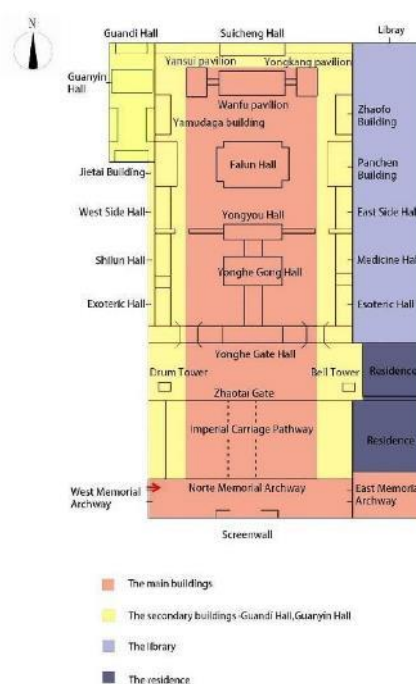 Guandi Hall
Suicheng Hall
Libray
N
Yansui pavilion
Yongkang pavilion
Guanyin
Hall
Wanfu pavilion
Zhaofo
Building
Yamudaga building
Falun Hall
Jietai Building
Panchen
Building
West Side Hall
East Side Hall
Yongyou Hall
Shilun Hall
Medicine Hall
Yonghe Gong Hall
Exoteric Hall
Esoteric Hall
Yonghe Gate Hall
Drum Tower
Bell Tower
Residence
Zhaotai Gate
Imperial Carriage Pathway
Residence
West Memorial
Archway
Norte Memorial Archway
East Memorial
Archway
Screenwall
The main buildings
The secondary buildings -Guandi Hall,Guanyin Hall
The library
The residence